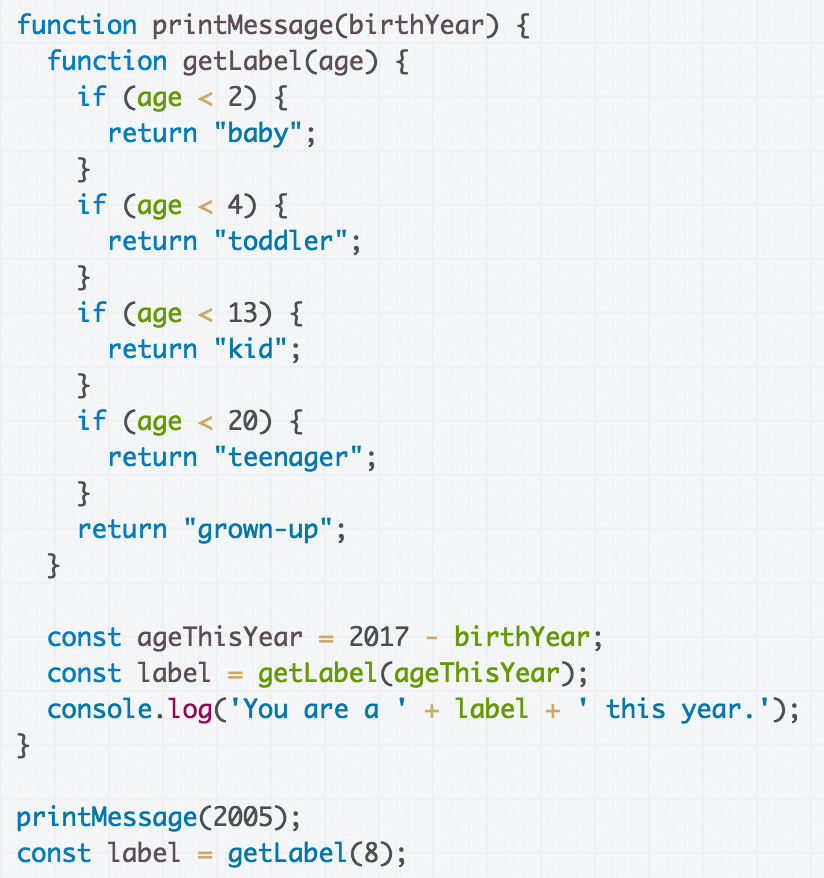 function printMessage(birthYear) {
  function getLabel(age) {
    if (age < 2) {
      return "baby";
    }
    if (age < 4) {
      return "toddler";
    }
    if (age < 13) {
      return "kid";
    }
    if (age < 20) {
      return "teenager";
    }
    return "grown-up";
  }

  const ageThisYear = 2017 - birthYear;
  const label = getLabel(ageThisYear);
  console.log('You are a ' + label + ' this year.');
}

printMessage(2005);
const label = getLabel(8);